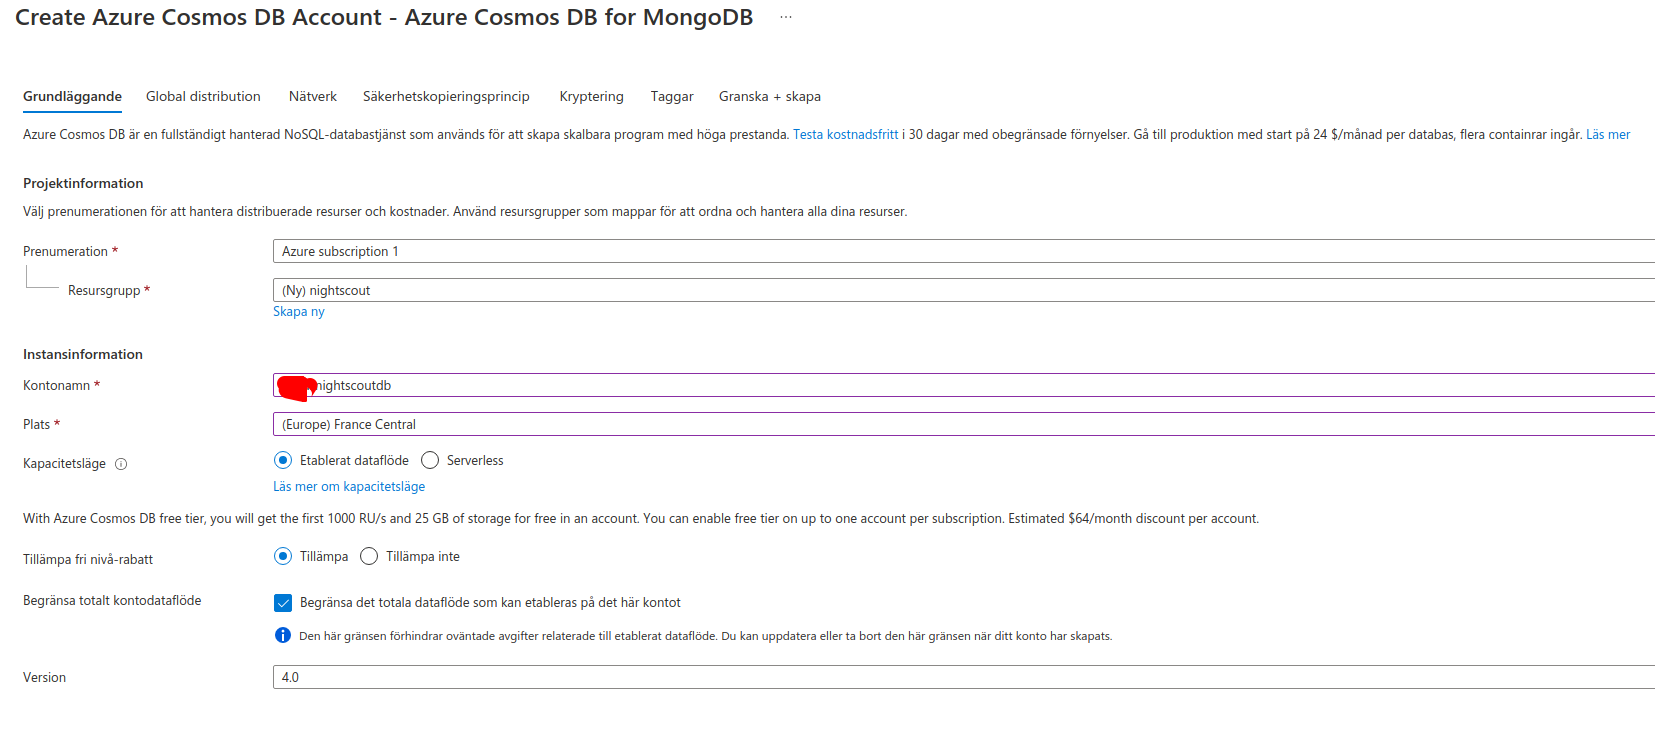 Create Azure Cosmos DB Account - Azure Cosmos DB for MongoDB ...
Grundläggande Global distribution Nätverk Säkerhetskopieringsprincip Kryptering Taggar Granska + skapa
Azure Cosmos DB är en fullständigt hanterad NoSQL-databastjänst som används för att skapa skalbara program med höga prestanda. Testa kostnadsfritt i 30 dagar med obegränsade förnyelser. Gå till produktion med start på 24 $/månad per databas, flera containrar ingår. Läs mer
Projektinformation
Välj prenumerationen för att hantera distribuerade resurser och kostnader. Använd resursgrupper som mappar för att ordna och hantera alla dina resurser.
Prenumeration * Azure subscription 1
Resursgrupp * (Ny) nightscout
Skapa ny
Instansinformation
Kontonamn * nightscoutdb
Plats * (Europe) France Central
Kapacitetsläge Etablerat dataflöde Serverless
Läs mer om kapacitetsläge
With Azure Cosmos DB free tier, you will get the first 1000 RU/s and 25 GB of storage for free in an account. You can enable free tier on up to one account per subscription. Estimated $64/month discount per account.
Tillämpa fri nivå-rabatt Tillämpa Tillämpa inte
Begränsa totalt kontodataflöde Begränsa det totala dataflöde som kan etableras på det här kontot
Den här gränsen förhindrar oväntade avgifter relaterade till etablerat dataflöde. Du kan uppdatera eller ta bort den här gränsen när ditt konto har skapats.
Version 4.0